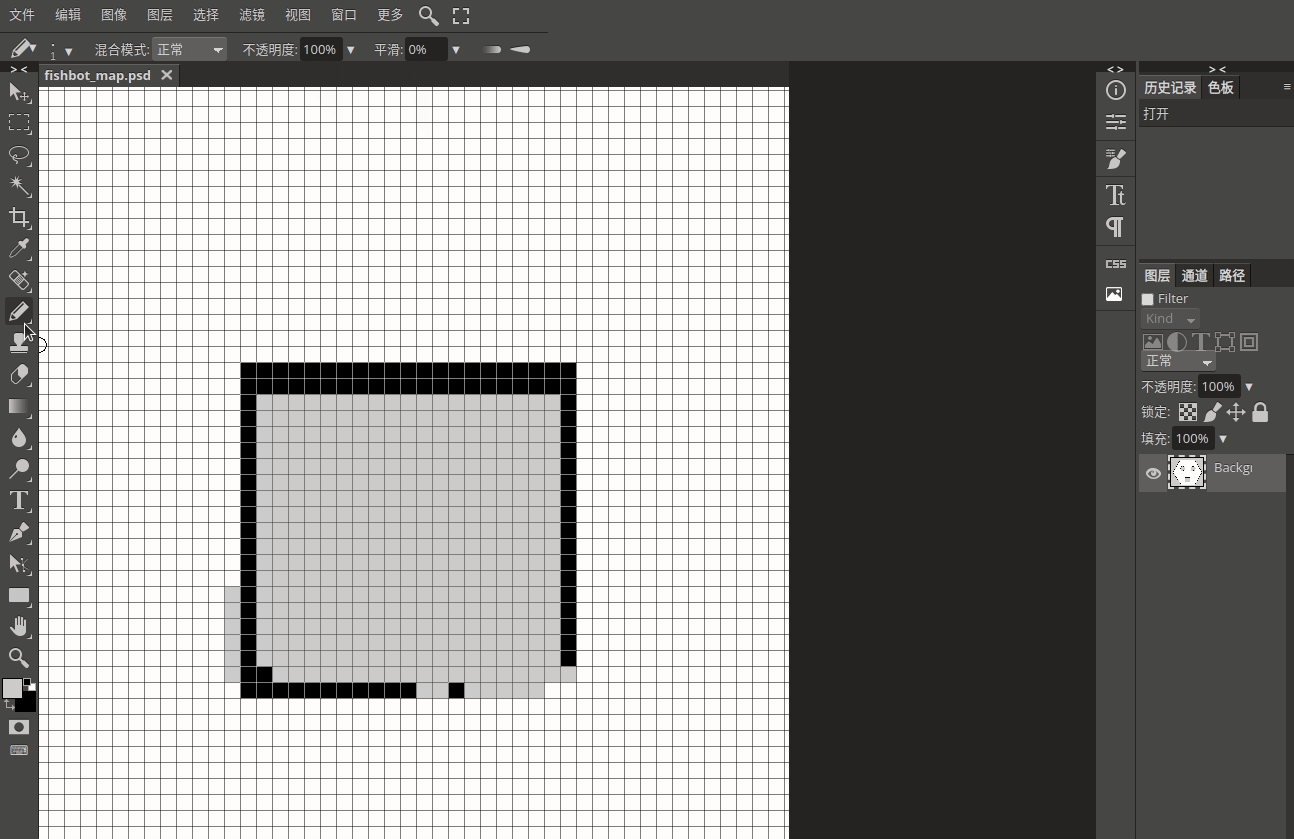 文件 编辑 图像 图层 选择 滤镜 视图 窗口 更多
1 混合模式: 正常 不透明度: 100% 平滑: 0%
> < < > > <
fishbot_map.psd
历史记录 色板
打开
Tt
CSS
图层 通道 路径
Filter
Kind
T
正常
不透明度: 100%
锁定:
填充: 100%
Backgr
T